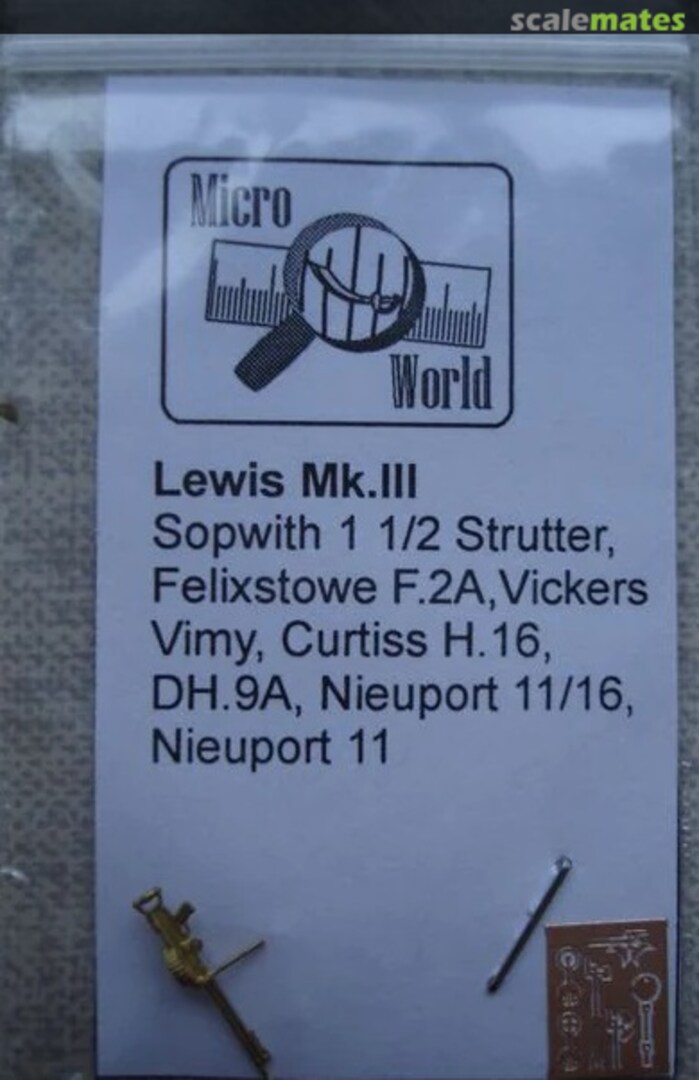 scalemates
Micro
World
Lewis Mk.III
Sopwith 1 1/2 Strutter,
Felixstowe F.2A,Vickers
Vimy, Curtiss H.16,
DH.9A, Nieuport 11/16,
Nieuport 11